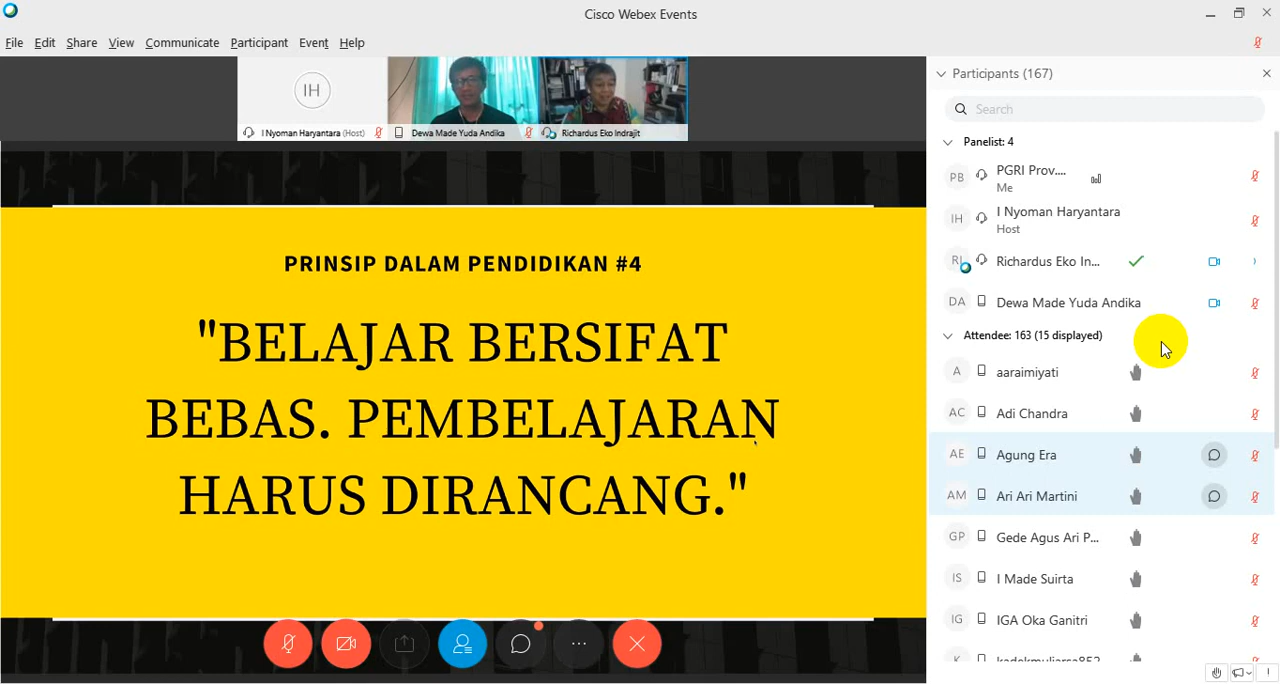 Cisco Webex Events
File Edit Share View Communicate Participant Event Help
IH
I Nyoman Haryantara (Host)
Dewa Made Yuda Andika
Richardus Eko Indrajit
PRINSIP DALAM PENDIDIKAN #4
"BELAJAR BERSIFAT
BEBAS. PEMBELAJARAN
HARUS DIRANCANG."
Participants (167)
Search
Panelist: 4
PB PGRI Prov....
Me
IH I Nyoman Haryantara
Host
RI Richardus Eko In...
DA Dewa Made Yuda Andika
Attendee: 163 (15 displayed)
A aaraimiyati
AC Adi Chandra
AE Agung Era
AM Ari Ari Martini
GP Gede Agus Ari P...
IS I Made Suirta
IG IGA Oka Ganitri